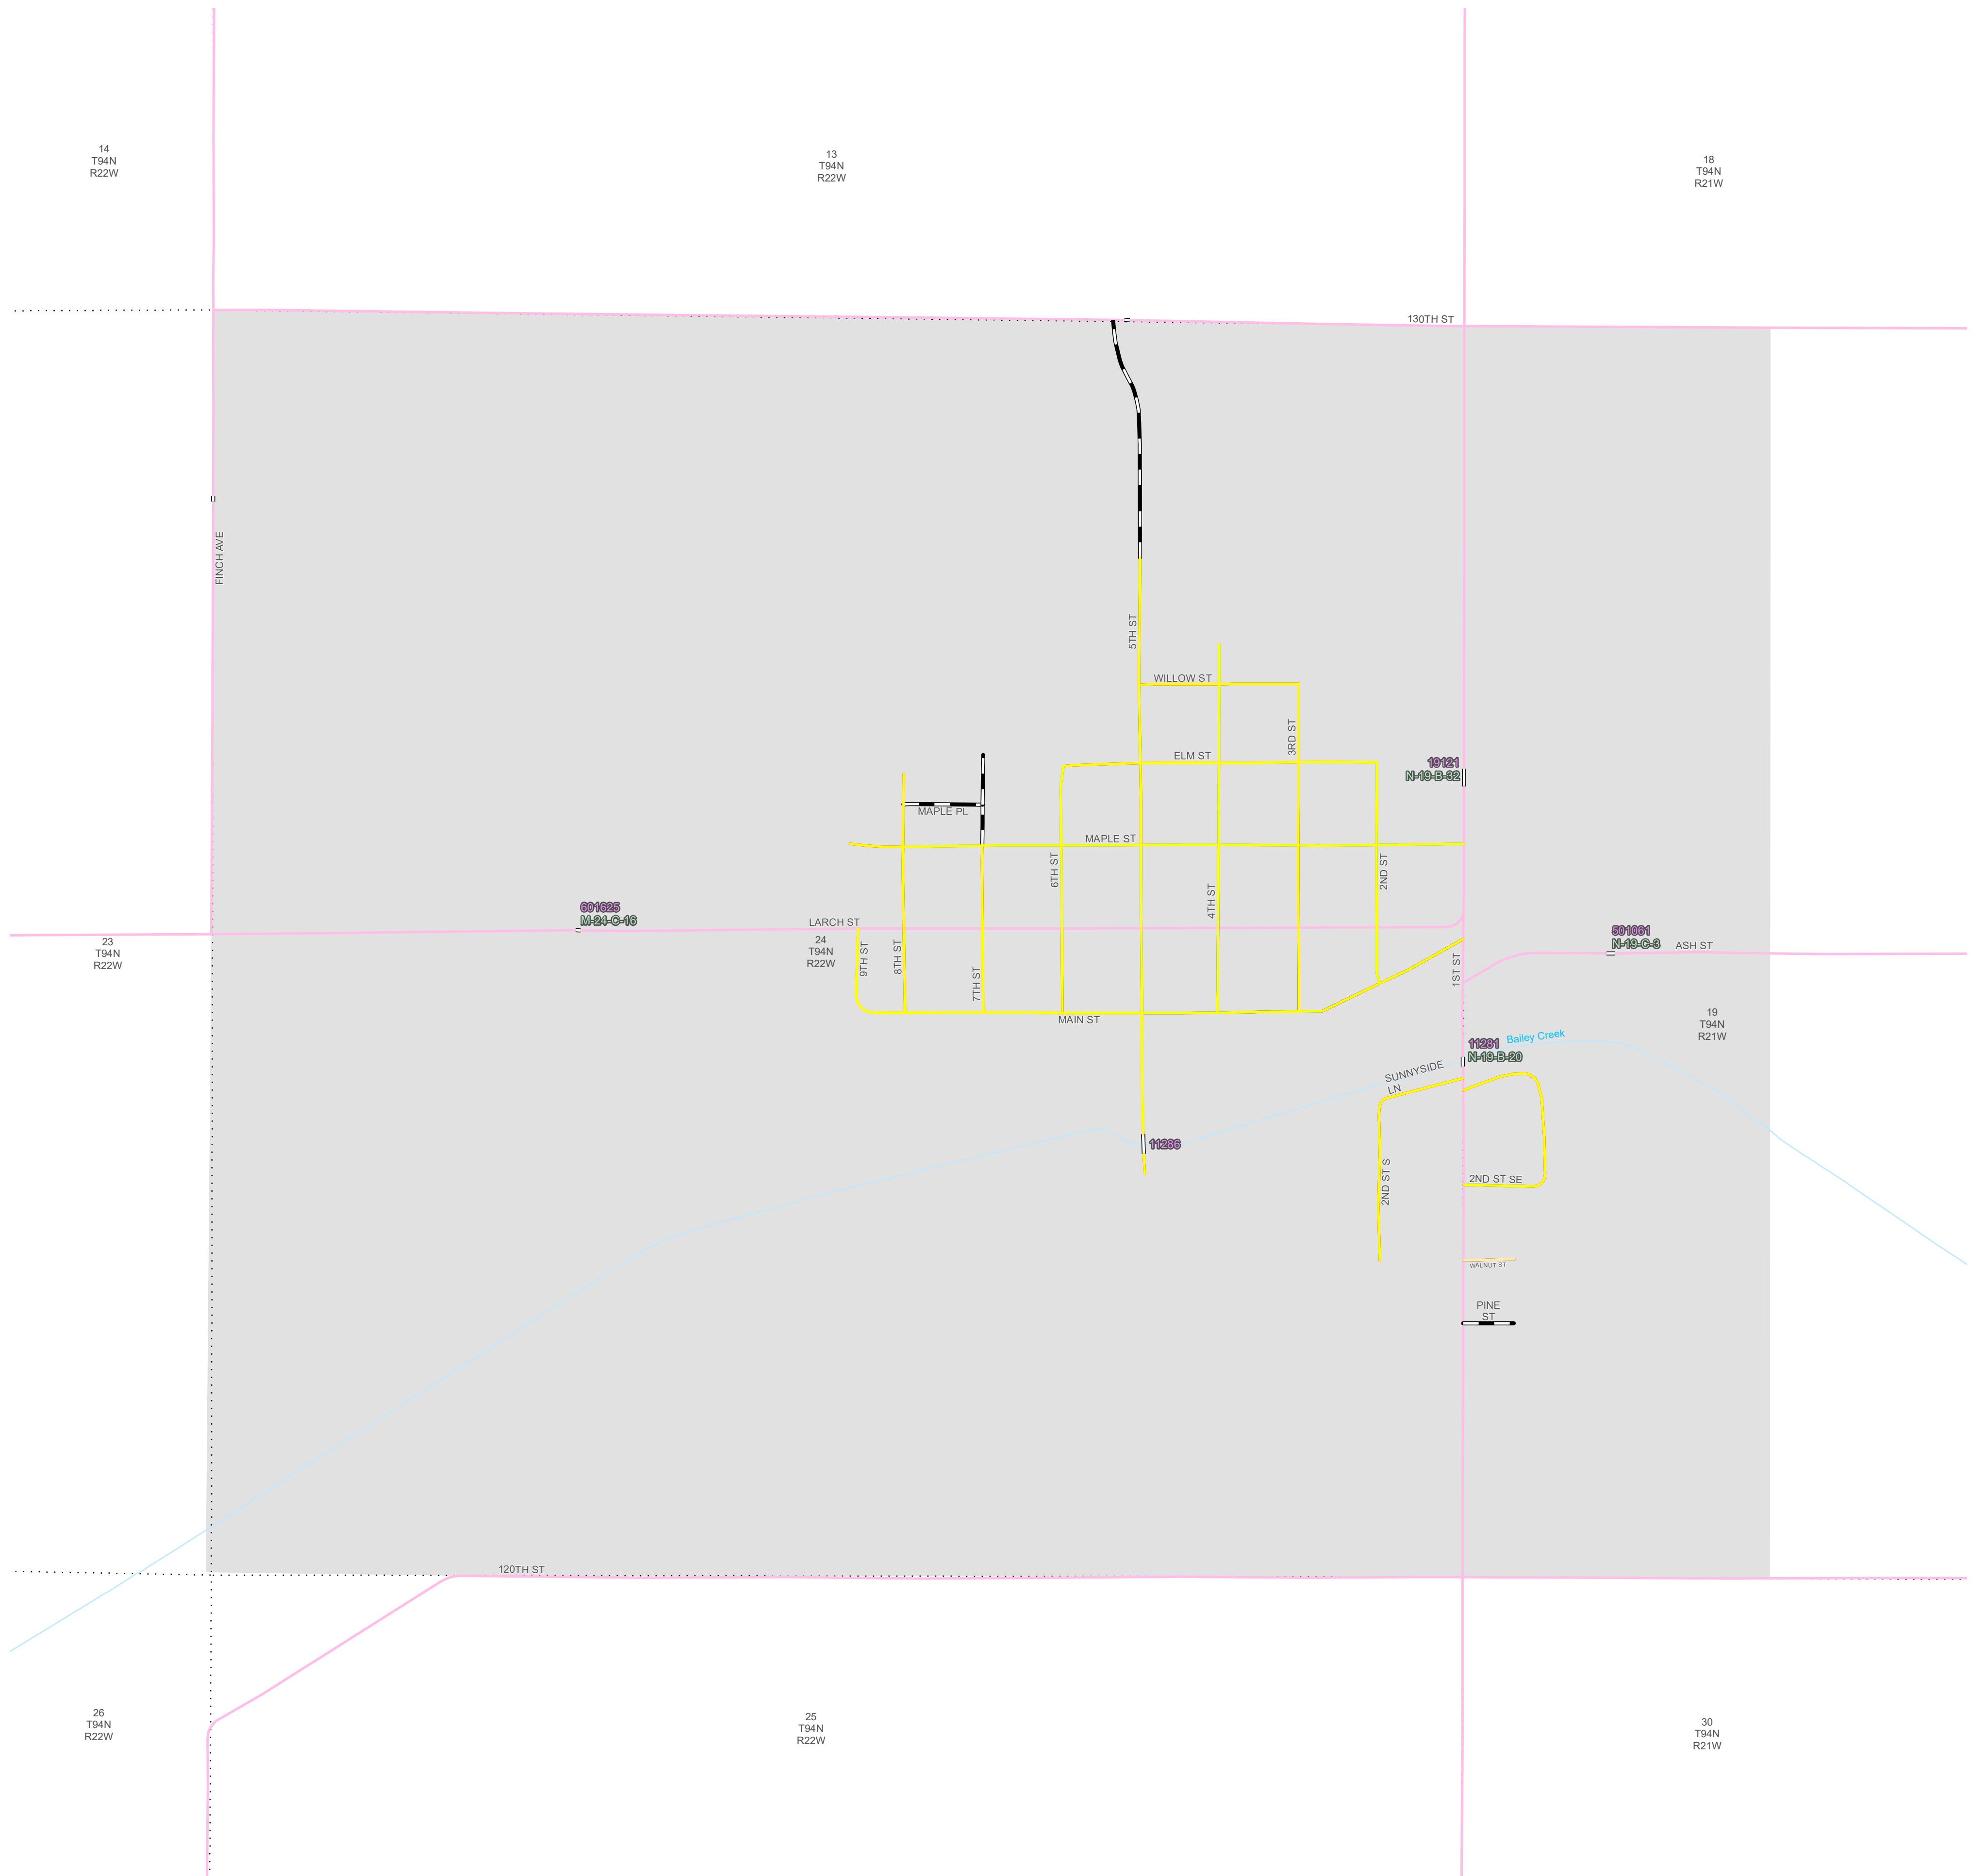 14
T94N
R22W
13
T94N
R22W
18
T94N
R21W
130TH ST
FINCH AVE
5TH ST
WILLOW ST
3RD ST
ELM ST
19121
N-19-B-32
MAPLE PL
MAPLE ST
6TH ST
2ND ST
4TH ST
601625
M-24-C-16
LARCH ST
23
T94N
R22W
24
T94N
R22W
9TH ST
8TH ST
7TH ST
1ST ST
501061
N-19-C-3
ASH ST
MAIN ST
19
T94N
R21W
Bailey Creek
11281
N-19-B-20
SUNNYSIDE
LN
11286
2ND ST S
2ND ST SE
WALNUT ST
PINE
ST
120TH ST
26
T94N
R22W
25
T94N
R22W
30
T94N
R21W